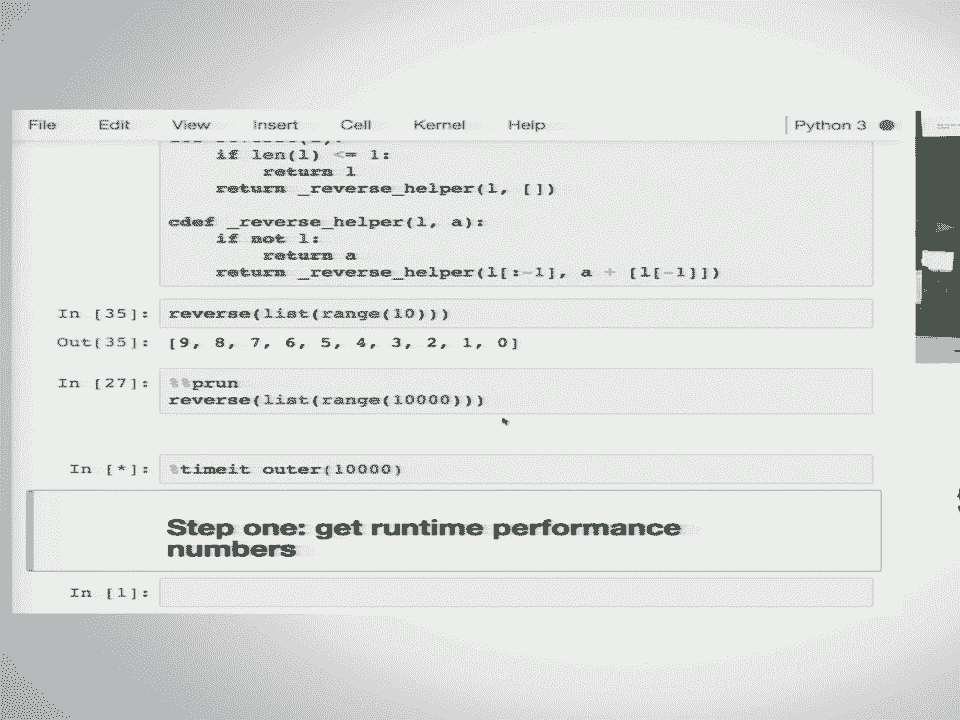 File Edit View Insert Cell Kernel Help Python 3
if len(l) <= 1:
return l
return _reverse_helper(l, [])
cdef _reverse_helper(l, a):
if not l:
return a
return _reverse_helper(l[:-1], a + [l[-1]])
In [35]: reverse(list(range(10)))
Out[35]: [9, 8, 7, 6, 5, 4, 3, 2, 1, 0]
In [27]: %%prun
reverse(list(range(10000)))
In [*]: %timeit outer(10000)
Step one: get runtime performance
numbers
In [1]: